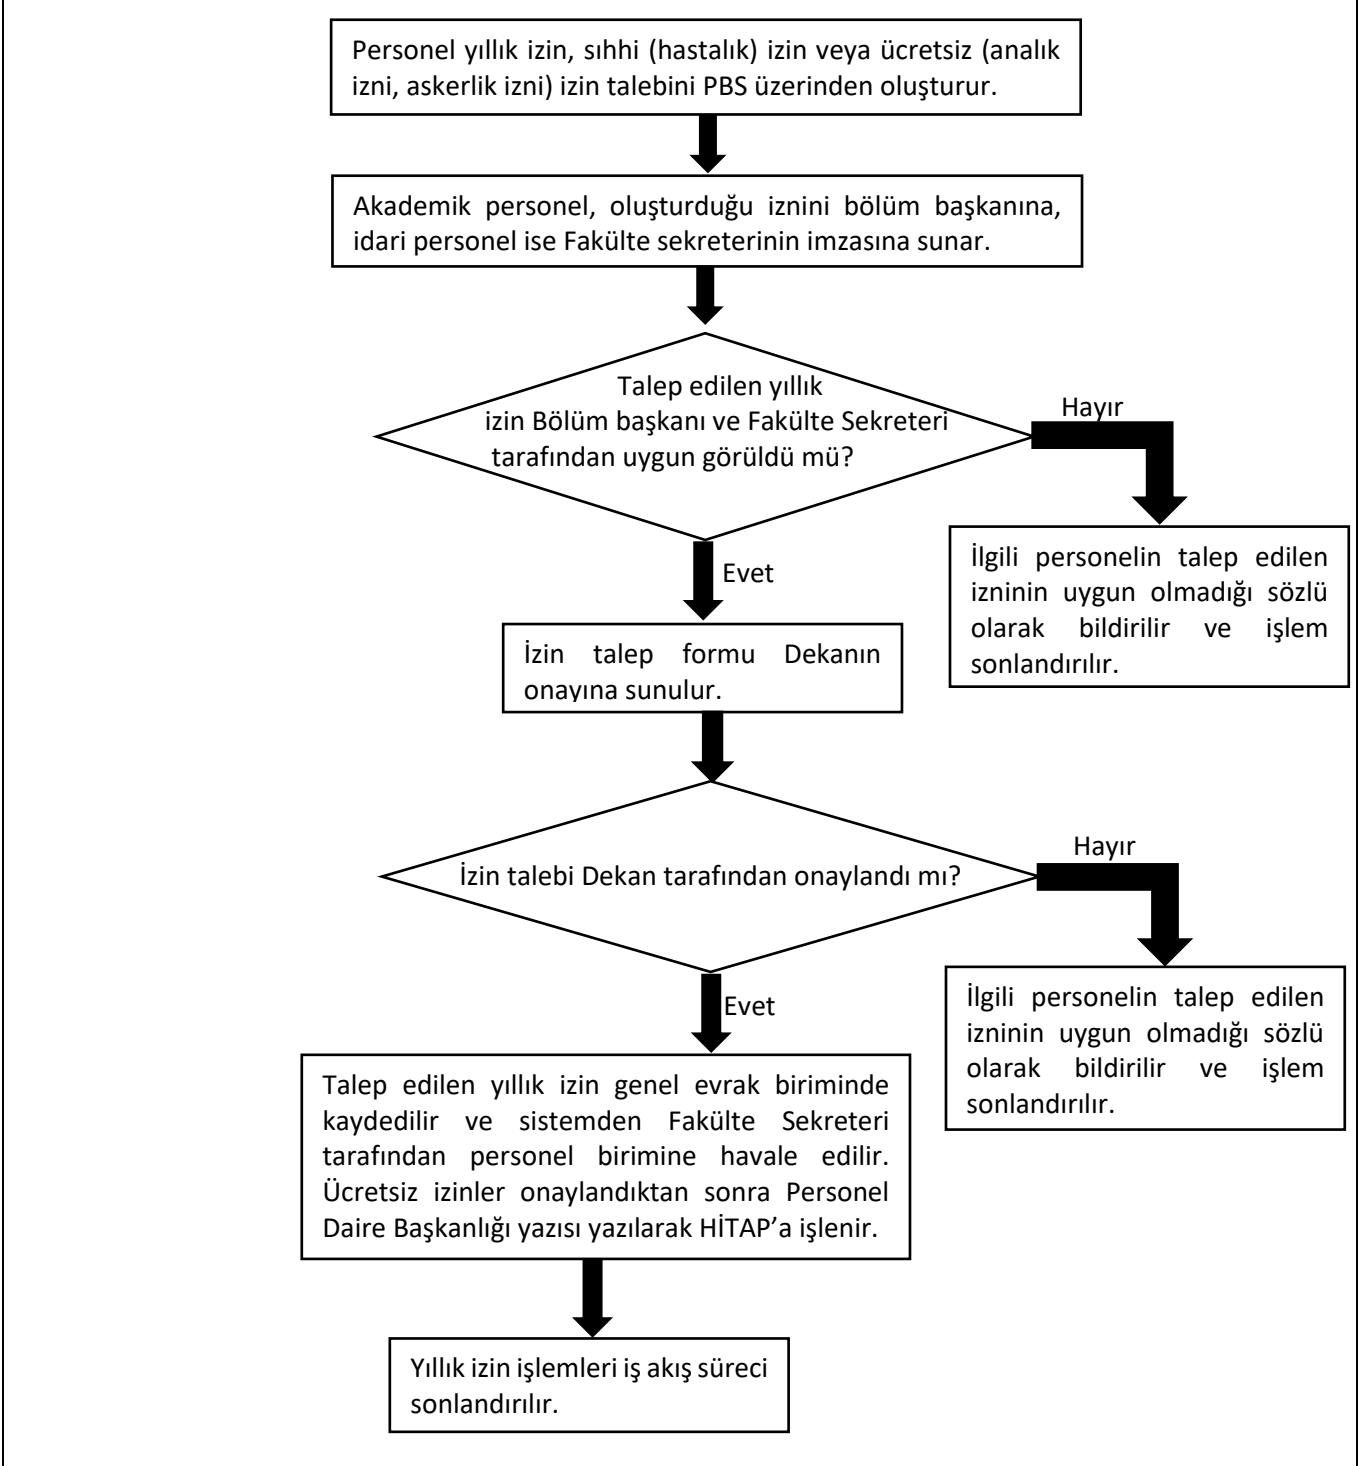 Personel yıllık izin, sıhhi (hastalık) izin veya ücretsiz (analık
izni, askerlik izni) izin talebini PBS üzerinden oluşturur.
Akademik personel, oluşturduğu iznini bölüm başkanına,
idari personel ise Fakülte sekreterinin imzasına sunar.
Talep edilen yıllık
izin Bölüm başkanı ve Fakülte Sekreteri
tarafından uygun görüldü mü?
Hayır
İlgili personelin talep edilen
izninin uygun olmadığı sözlü
olarak bildirilir ve işlem
sonlandırılır.
Evet
İzin talep formu Dekanın
onayına sunulur.
İzin talebi Dekan tarafından onaylandı mı?
Hayır
İlgili personelin talep edilen
izninin uygun olmadığı sözlü
olarak bildirilir ve işlem
sonlandırılır.
Evet
Talep edilen yıllık izin genel evrak biriminde
kaydedilir ve sistemden Fakülte Sekreteri
tarafından personel birimine havale edilir.
Ücretsiz izinler onaylandıktan sonra Personel
Daire Başkanlığı yazısı yazılarak HİTAP’a işlenir.
Yıllık izin işlemleri iş akış süreci
sonlandırılır.